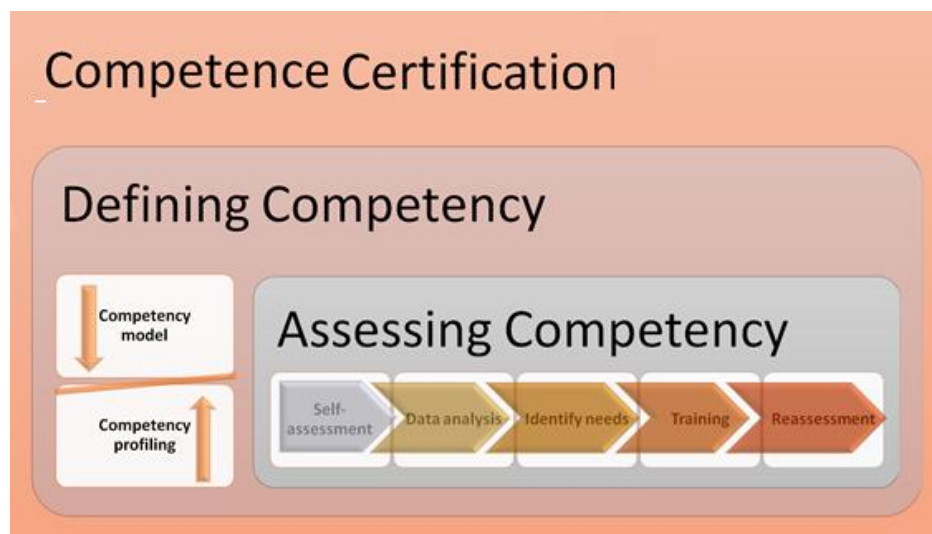 Competence Certification
Defining Competency
Competency
model
Competency
profiling
Assessing Competency
Self-
assessment
Data analysis
Identify needs
Training
Reassessment